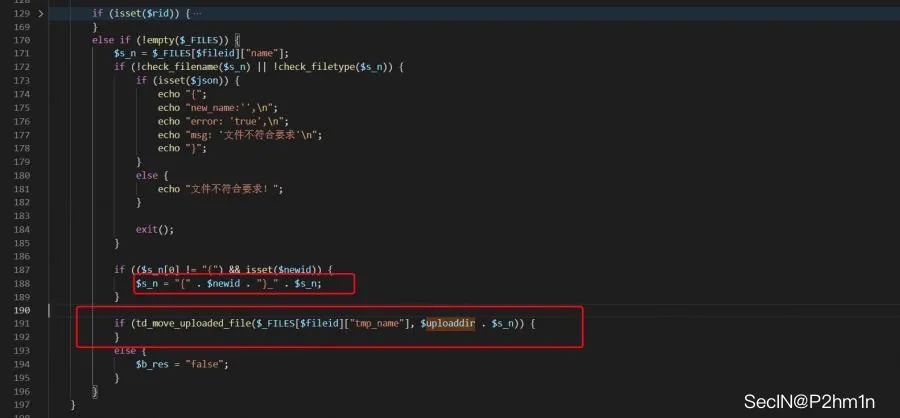 129 > if (isset($rid)) { ...
169 }
170 else if (!empty($_FILES)) {
171 $s_n = $_FILES[$fileid]["name"];
172 if (!check_filename($s_n) || !check_filetype($s_n)) {
173 if (isset($json)) {
174 echo "{";
175 echo "new_name:'',\n";
176 echo "error: 'true',\n";
177 echo "msg: '文件不符合要求'\n";
178 echo "}";
179 }
180 else {
181 echo "文件不符合要求！";
182 }
183
184 exit();
185 }
186
187 if (($s_n[0] != "{") && isset($newid)) {
188 $s_n = "{" . $newid . "}_" . $s_n;
189 }
190
191 if (td_move_uploaded_file($_FILES[$fileid]["tmp_name"], $uploaddir . $s_n)) {
192 }
193 else {
194 $b_res = "false";
195 }
196 }
197 }
SecIN@P2hm1n